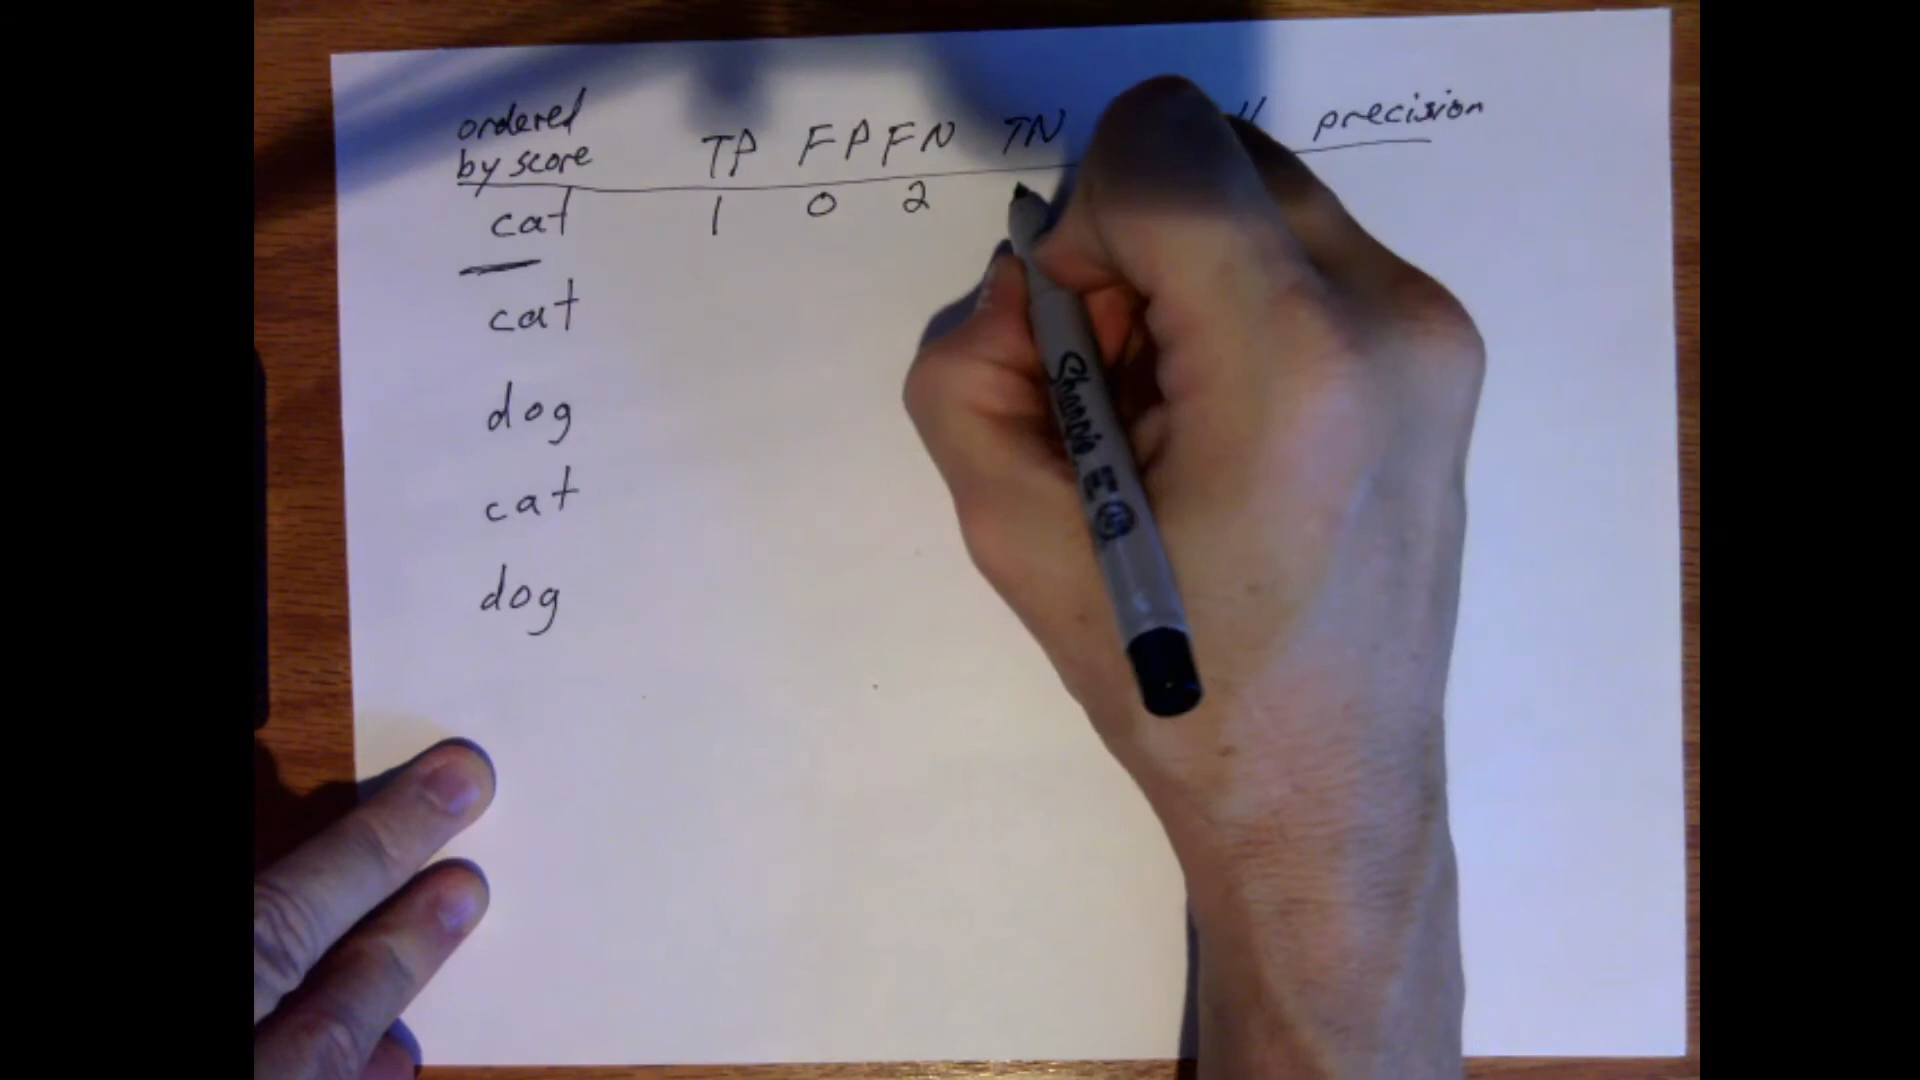 ordered
by score TP FP FN TN precision
cat 1 0 2
cat
dog
cat
dog
Sharpie